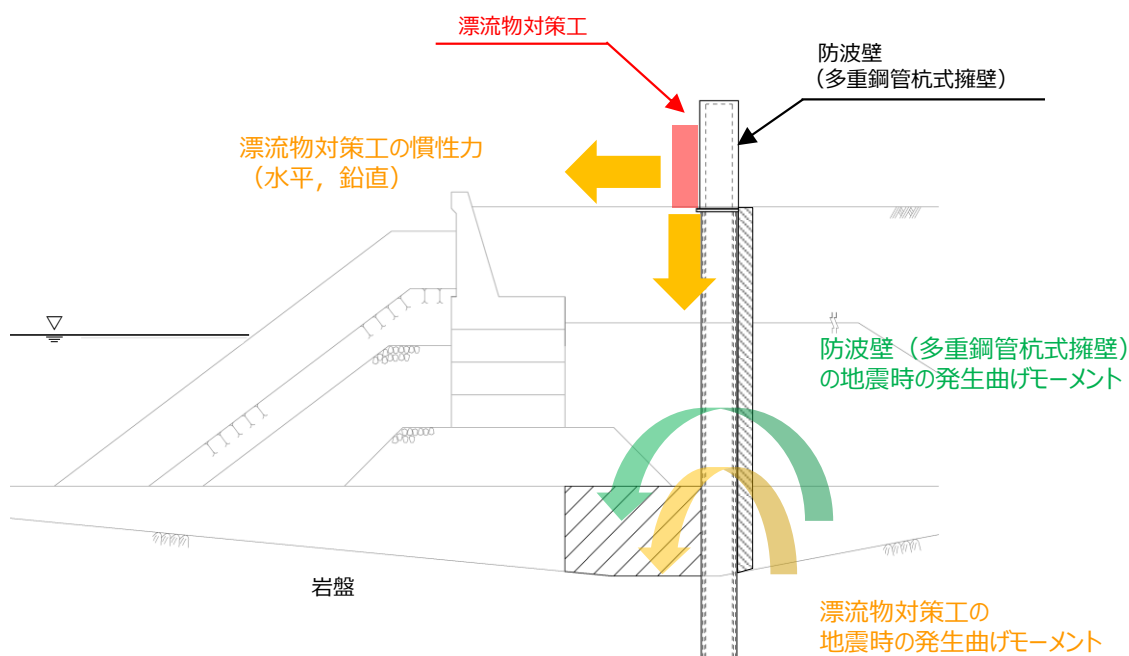 漂流物対策工
防波壁
（多重鋼管杭式擁壁）
漂流物対策工の慣性力
（水平，鉛直）
防波壁（多重鋼管杭式擁壁）
の地震時の発生曲げモーメント
岩盤
漂流物対策工の
地震時の発生曲げモーメント